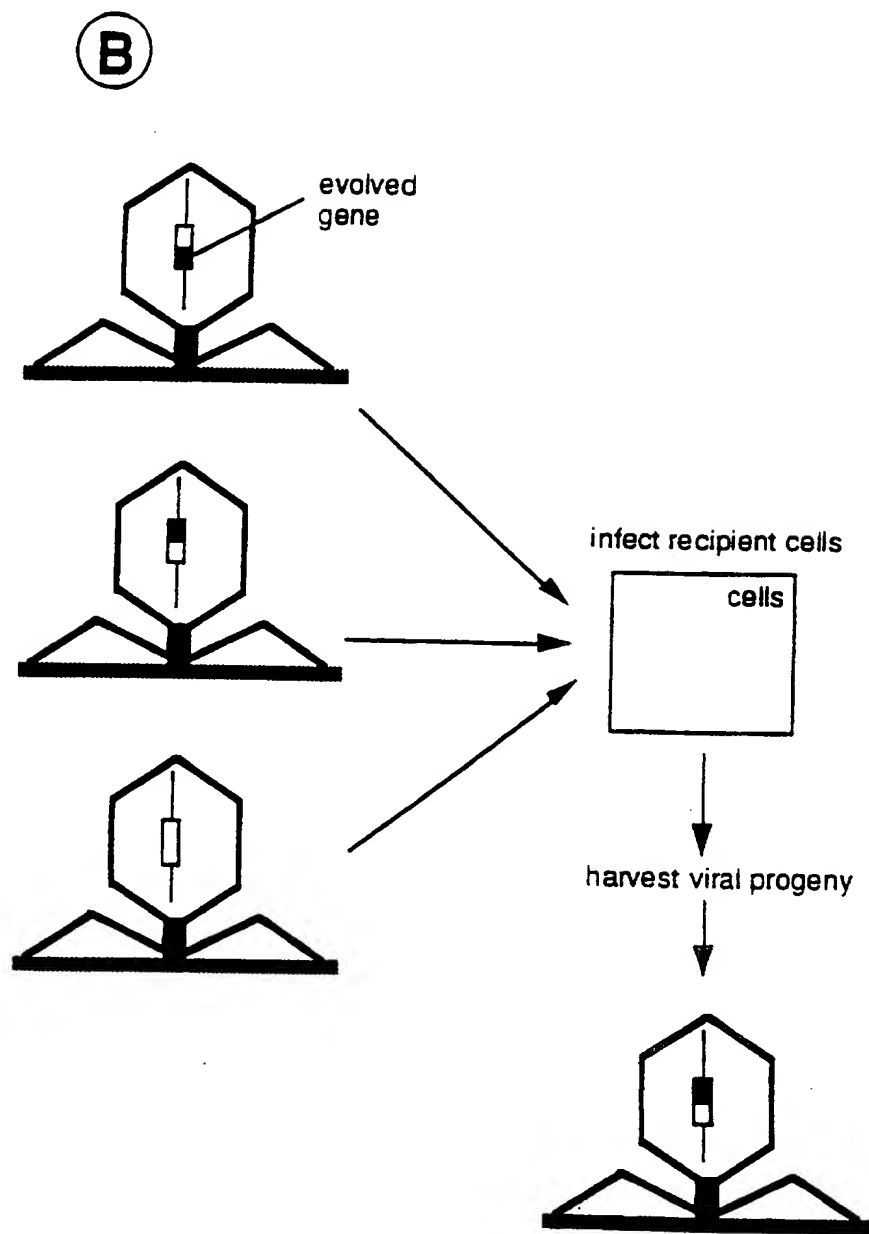 B
evolved
gene
infect recipient cells
cells
harvest viral progeny